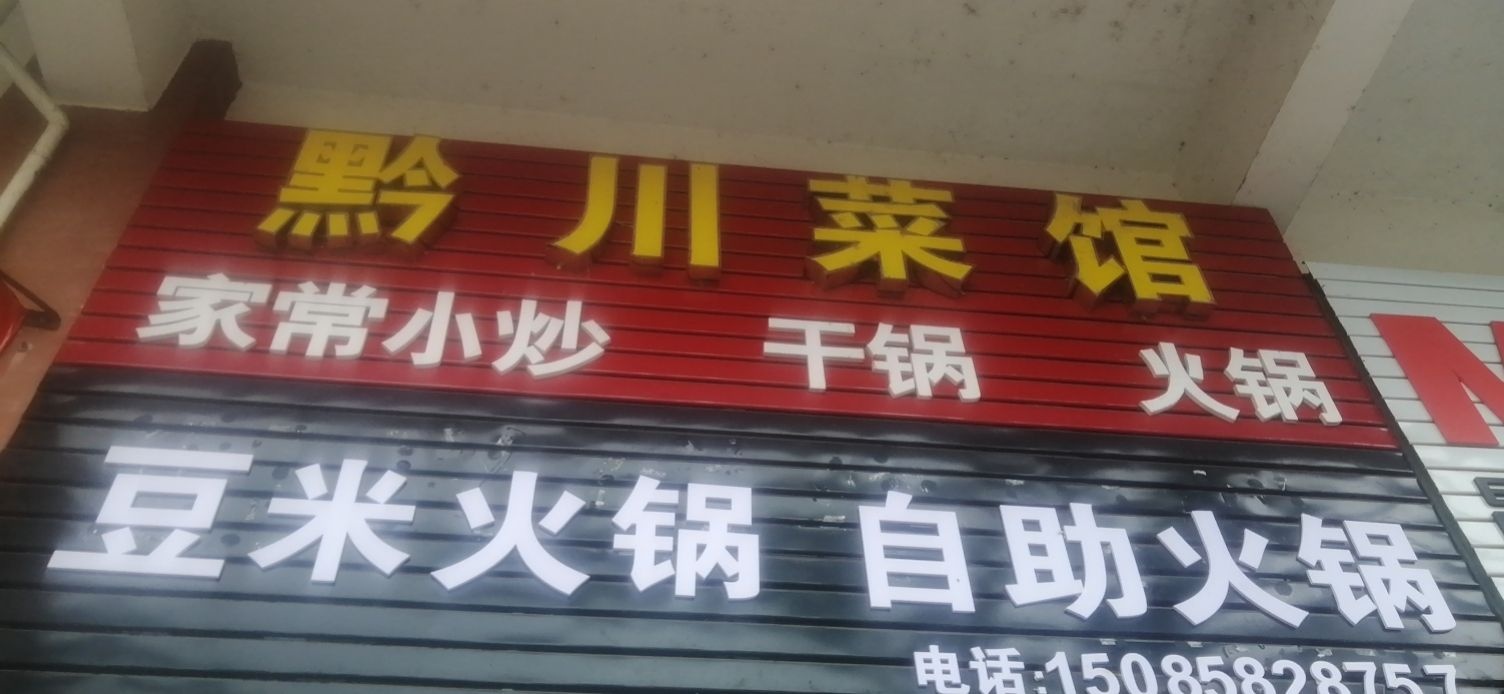 黔川菜馆
家常小炒 干锅 火锅
豆米火锅 自助火锅
电话:15085828757